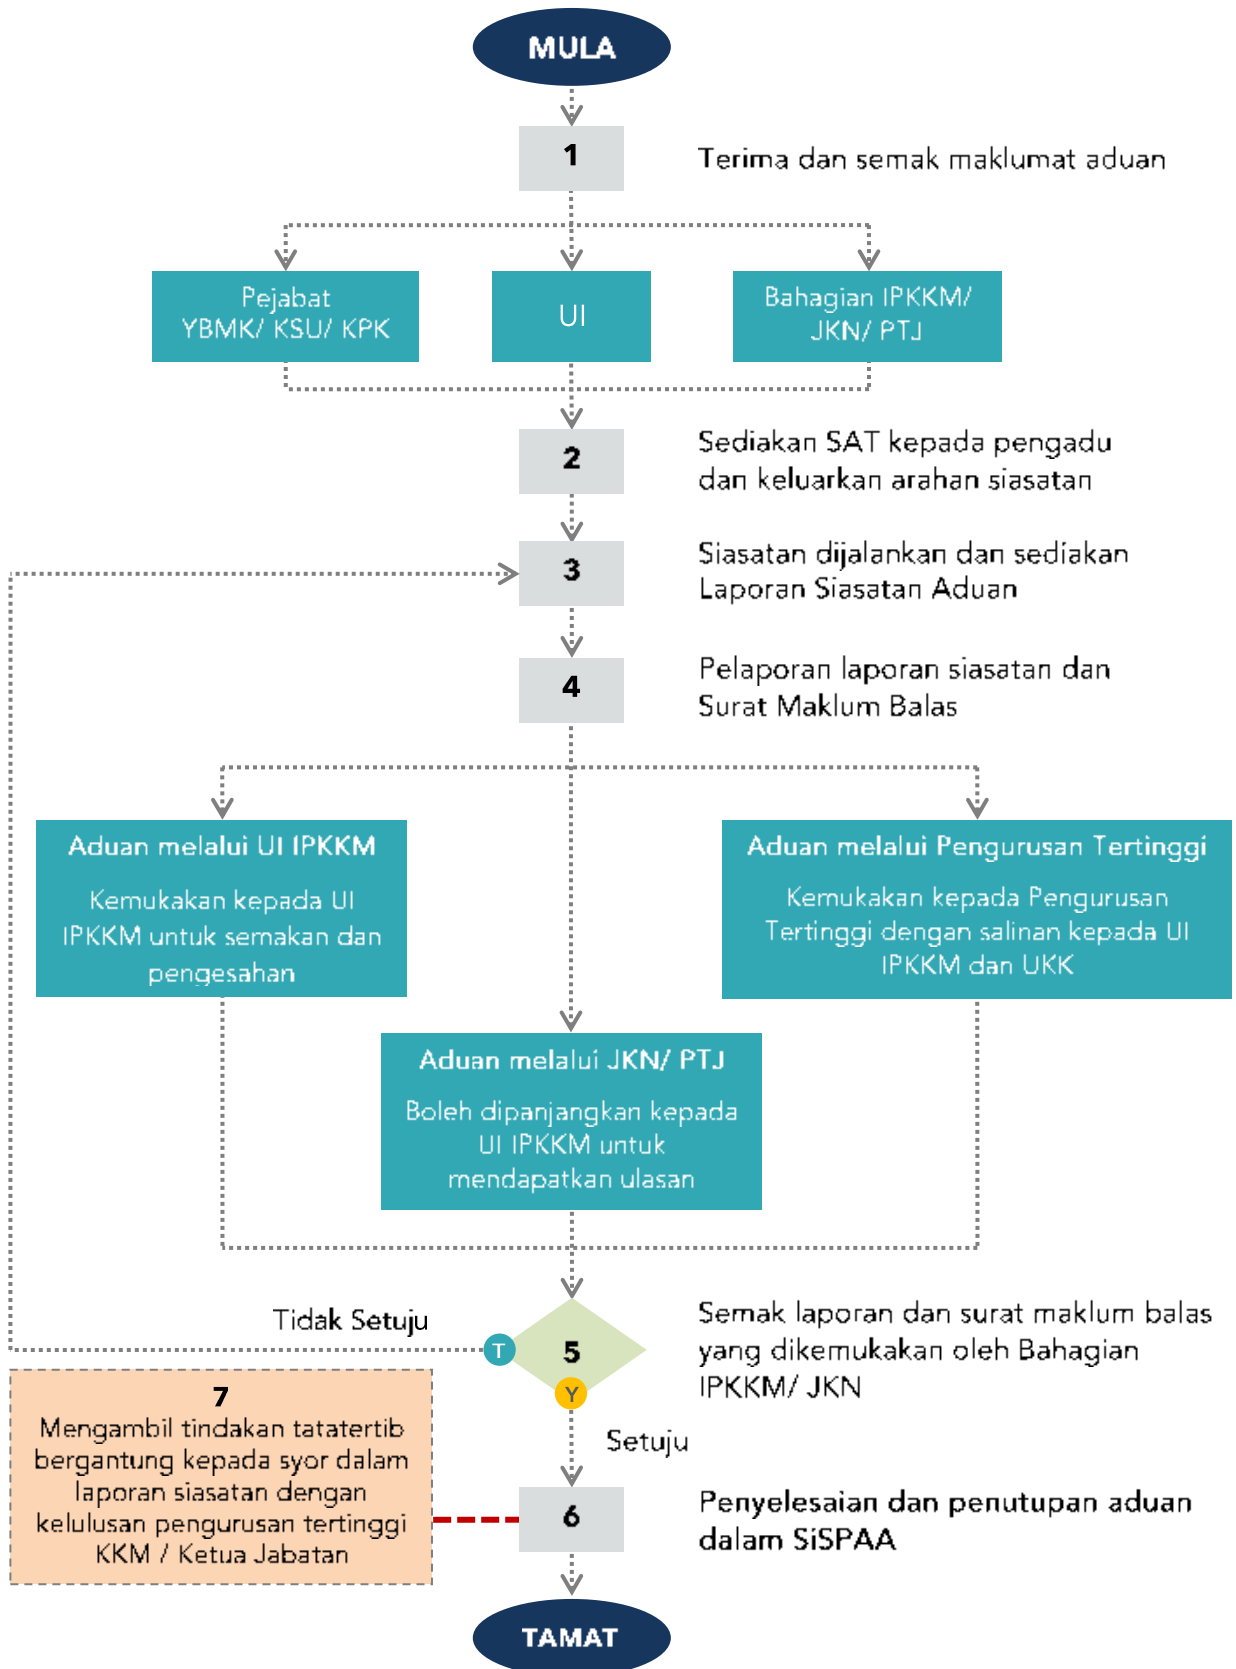 MULA
1
Terima dan semak maklumat aduan
Pejabat
YBMK/ KSU/ KPK
UI
Bahagian IPKKM/
JKN/ PTJ
2
Sediakan SAT kepada pengadu
dan keluarkan arahan siasatan
3
Siasatan dijalankan dan sediakan
Laporan Siasatan Aduan
4
Pelaporan laporan siasatan dan
Surat Maklum Balas
Aduan melalui UI IPKKM
Kemukakan kepada UI
IPKKM untuk semakan dan
pengesahan
Aduan melalui Pengurusan Tertinggi
Kemukakan kepada Pengurusan
Tertinggi dengan salinan kepada UI
IPKKM dan UKK
Aduan melalui JKN/ PTJ
Boleh dipanjangkan kepada
UI IPKKM untuk
mendapatkan ulasan
Tidak Setuju
T
5
Y
Semak laporan dan surat maklum balas
yang dikemukakan oleh Bahagian
IPKKM/ JKN
Setuju
7
Mengambil tindakan tatatertib
bergantung kepada syor dalam
laporan siasatan dengan
kelulusan pengurusan tertinggi
KKM / Ketua Jabatan
6
Penyelesaian dan penutupan aduan
dalam SiSPAA
TAMAT